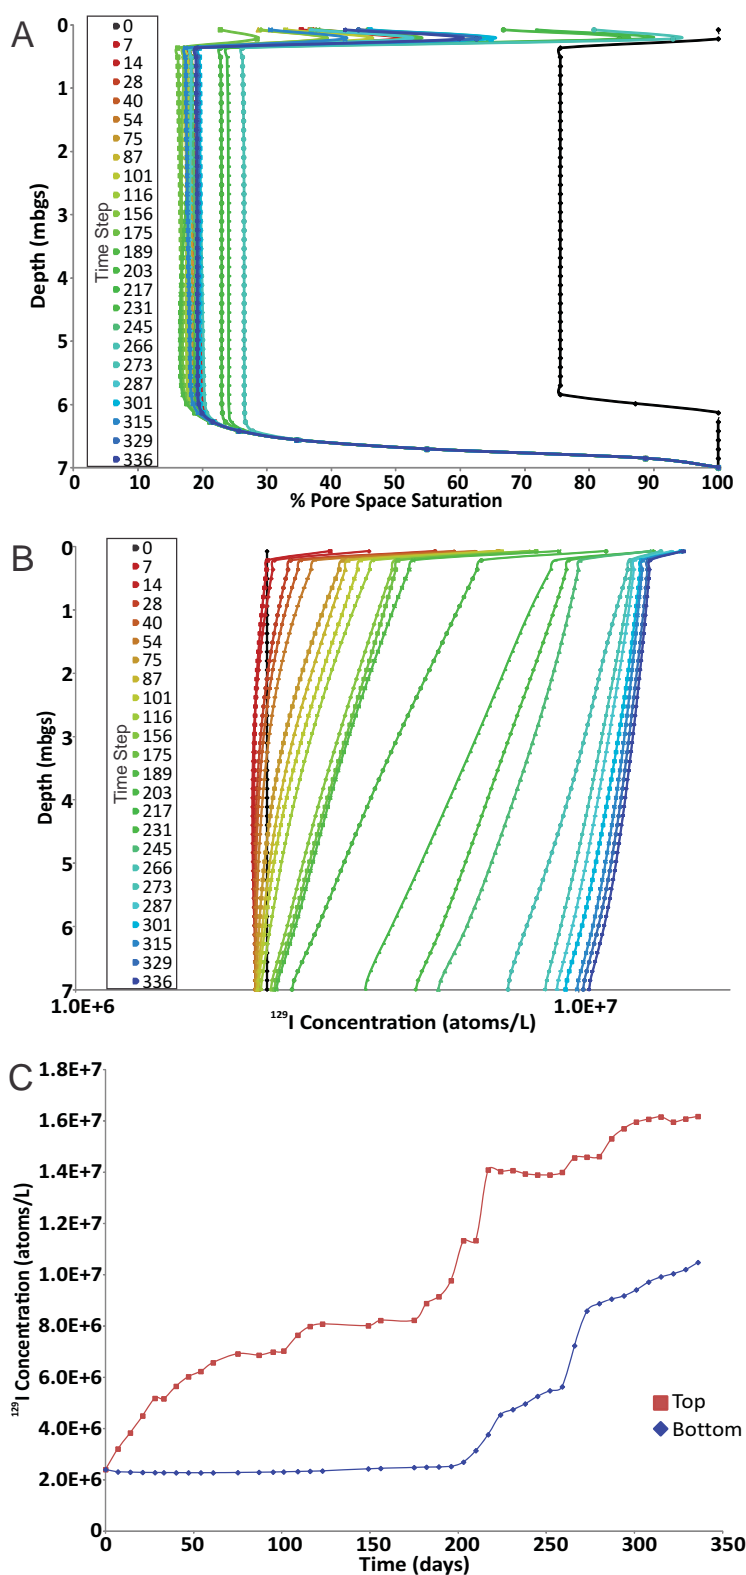 A
0
1
2
3
4
5
6
7
Depth (mbgs)
Time Step
0
7
14
28
40
54
75
87
101
116
156
175
189
203
217
231
245
266
273
287
301
315
329
336
0 10 20 30 40 50 60 70 80 90 100
% Pore Space Saturation
B
0
1
2
3
4
5
6
7
Depth (mbgs)
Time Step
0
7
14
28
40
54
75
87
101
116
156
175
189
203
217
231
245
266
273
287
301
315
329
336
1.0E+6 1.0E+7
¹²⁹I Concentration (atoms/L)
C
1.8E+7
1.6E+7
1.4E+7
1.2E+7
1.0E+7
8.0E+6
6.0E+6
4.0E+6
2.0E+6
0
¹²⁹I Concentration (atoms/L)
Top
Bottom
0 50 100 150 200 250 300 350
Time (days)